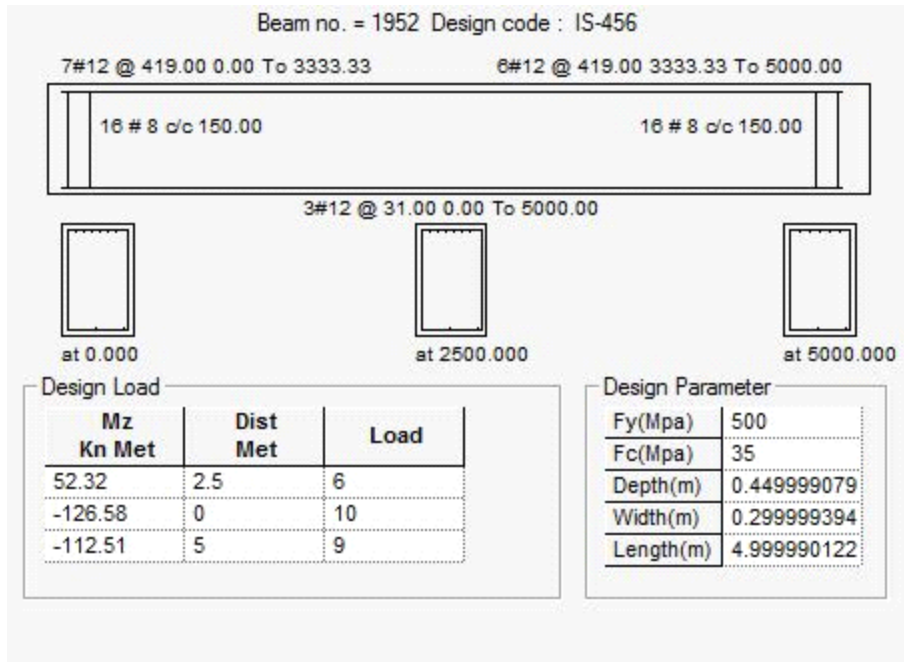 Beam no. = 1952 Design code : IS-456
7#12 @ 419.00 0.00 To 3333.33 6#12 @ 419.00 3333.33 To 5000.00
16 # 8 c/c 150.00 16 # 8 c/c 150.00
3#12 @ 31.00 0.00 To 5000.00
at 0.000 at 2500.000 at 5000.000
Design Load
Mz Kn Met Dist Met Load
52.32 2.5 6
-126.58 0 10
-112.51 5 9
Design Parameter
Fy(Mpa) 500
Fc(Mpa) 35
Depth(m) 0.449999079
Width(m) 0.299999394
Length(m) 4.999990122